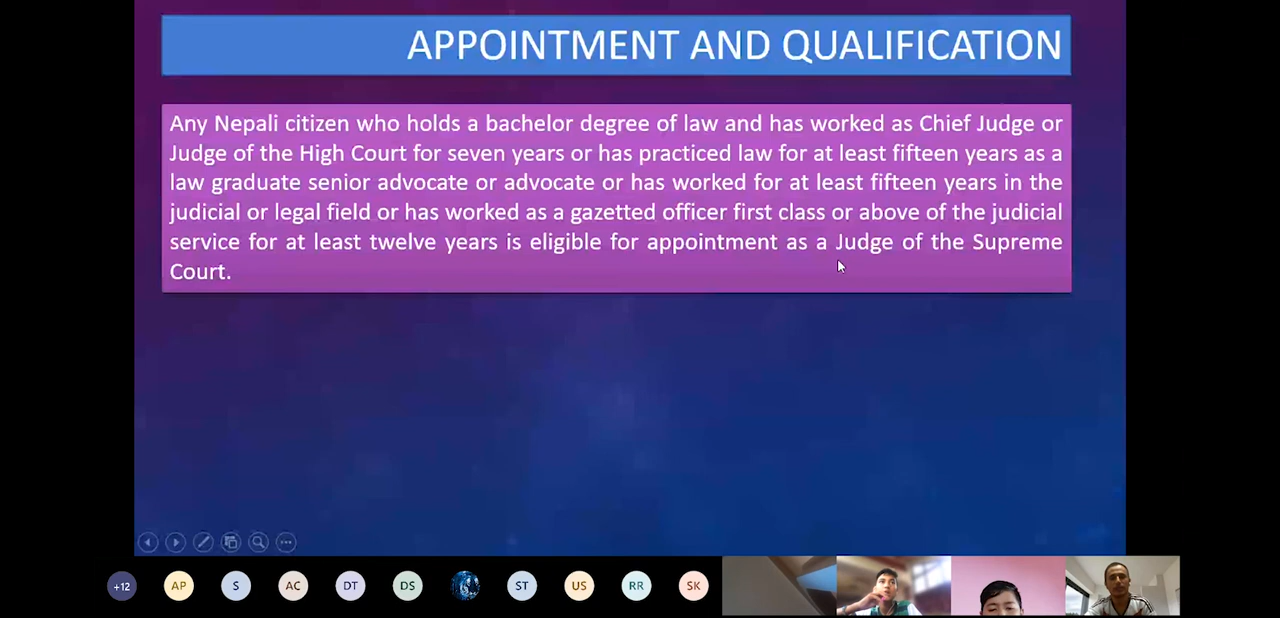 APPOINTMENT AND QUALIFICATION
Any Nepali citizen who holds a bachelor degree of law and has worked as Chief Judge or
Judge of the High Court for seven years or has practiced law for at least fifteen years as a
law graduate senior advocate or advocate or has worked for at least fifteen years in the
judicial or legal field or has worked as a gazetted officer first class or above of the judicial
service for at least twelve years is eligible for appointment as a Judge of the Supreme
Court.
+12 AP S AC DT DS ST US RR SK